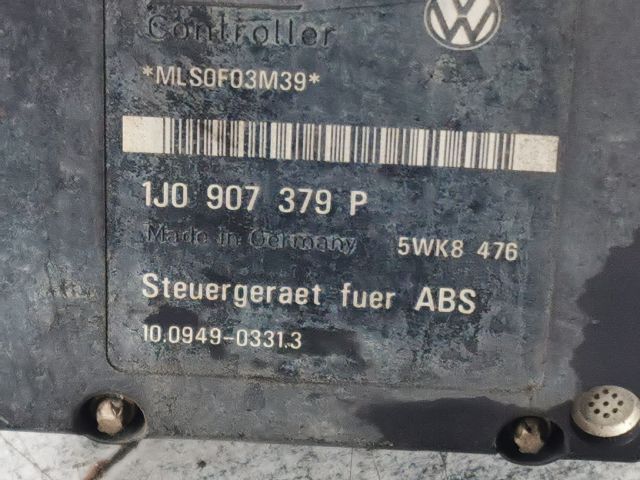 Controller
*MLS0F03M39*
1J0 907 379 P
Made in Germany 5WK8 476
Steuergeraet fuer ABS
10.0949-0331.3